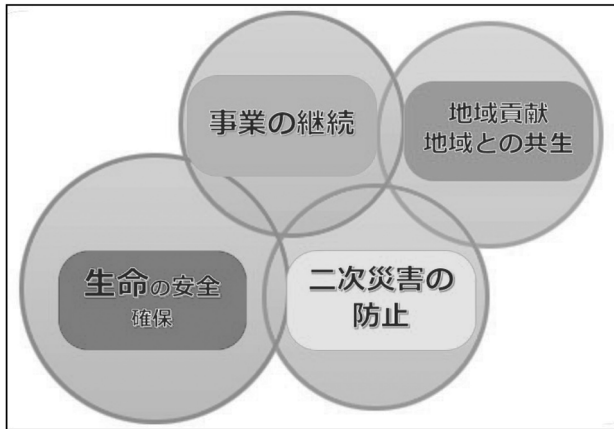 事業の継続
地域貢献
地域との共生
生命の安全
確保
二次災害の
防止